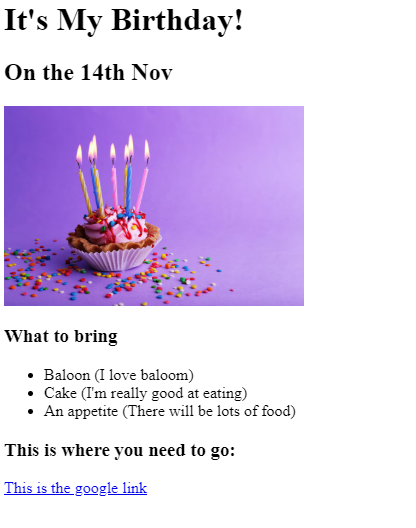 It's My Birthday!
On the 14th Nov
What to bring
Baloon (I love baloom)
Cake (I'm really good at eating)
An appetite (There will be lots of food)
This is where you need to go:
This is the google link